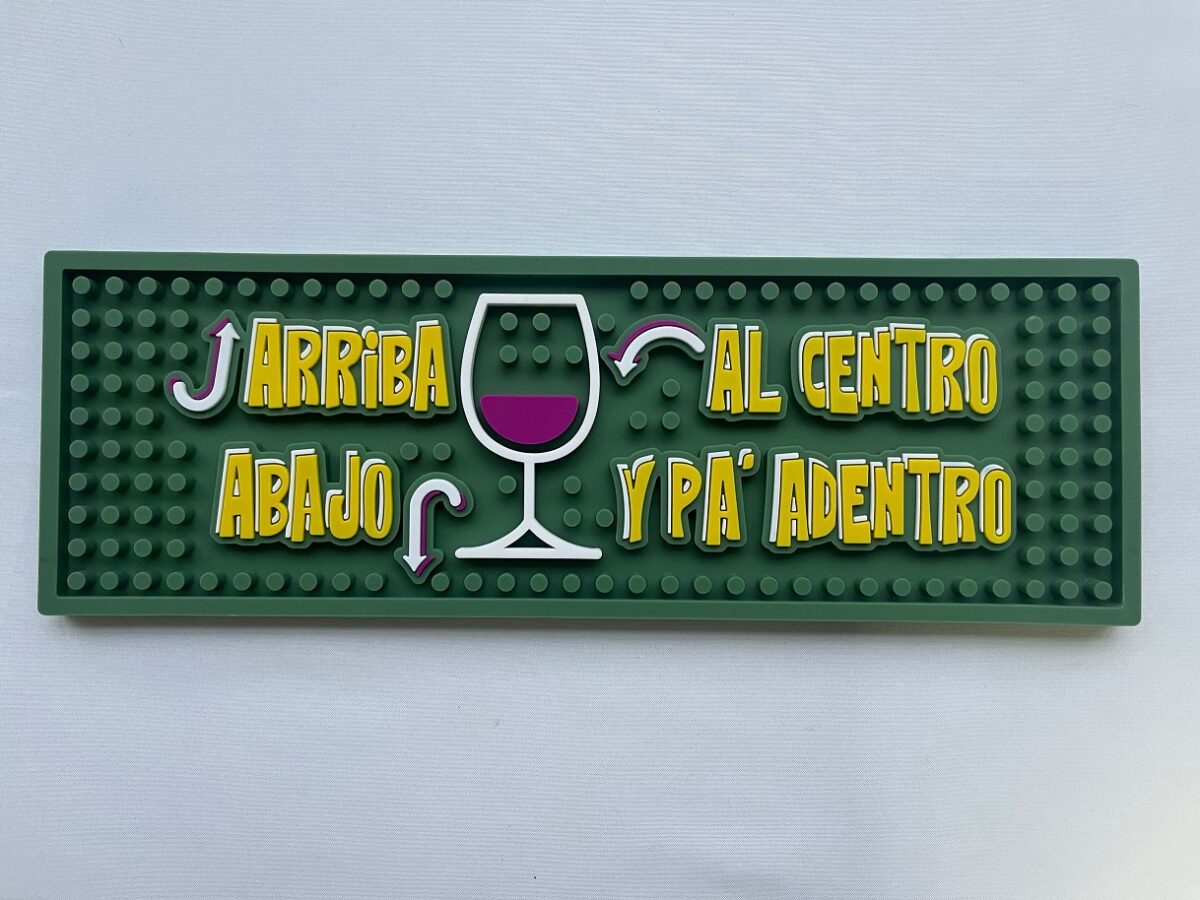 ARRIBA
ABAJO
AL CENTRO
Y PA' ADENTRO